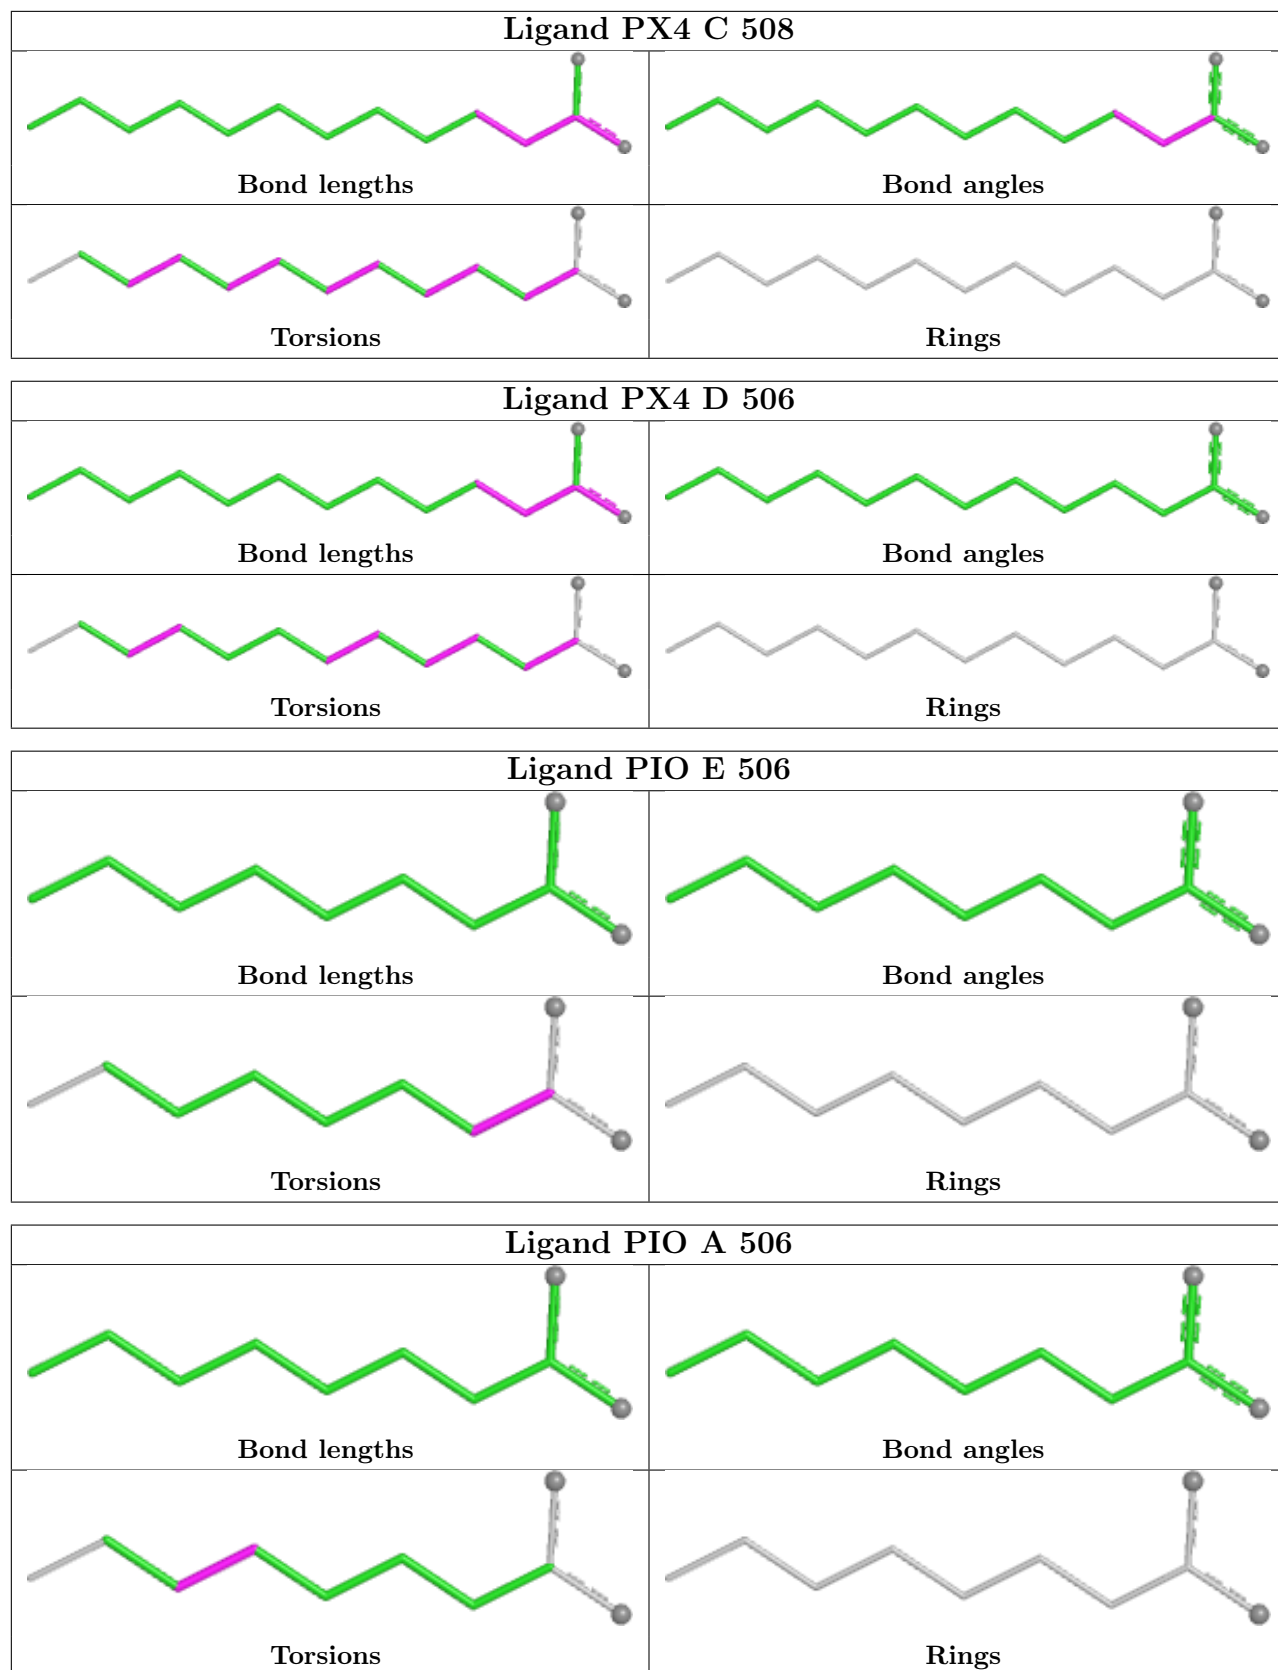 Ligand PX4 C 508
Bond lengths
Bond angles
Torsions
Rings
Ligand PX4 D 506
Bond lengths
Bond angles
Torsions
Rings
Ligand PIO E 506
Bond lengths
Bond angles
Torsions
Rings
Ligand PIO A 506
Bond lengths
Bond angles
Torsions
Rings